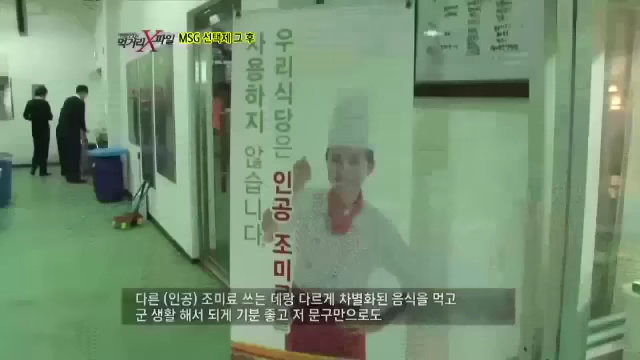 먹거리X파일 MSG 선택제 그 후
우리식당은 인공 조미료
사용하지 않습니다.
다른 (인공) 조미료 쓰는 데랑 다르게 차별화된 음식을 먹고
군 생활 해서 되게 기분 좋고 저 문구만으로도